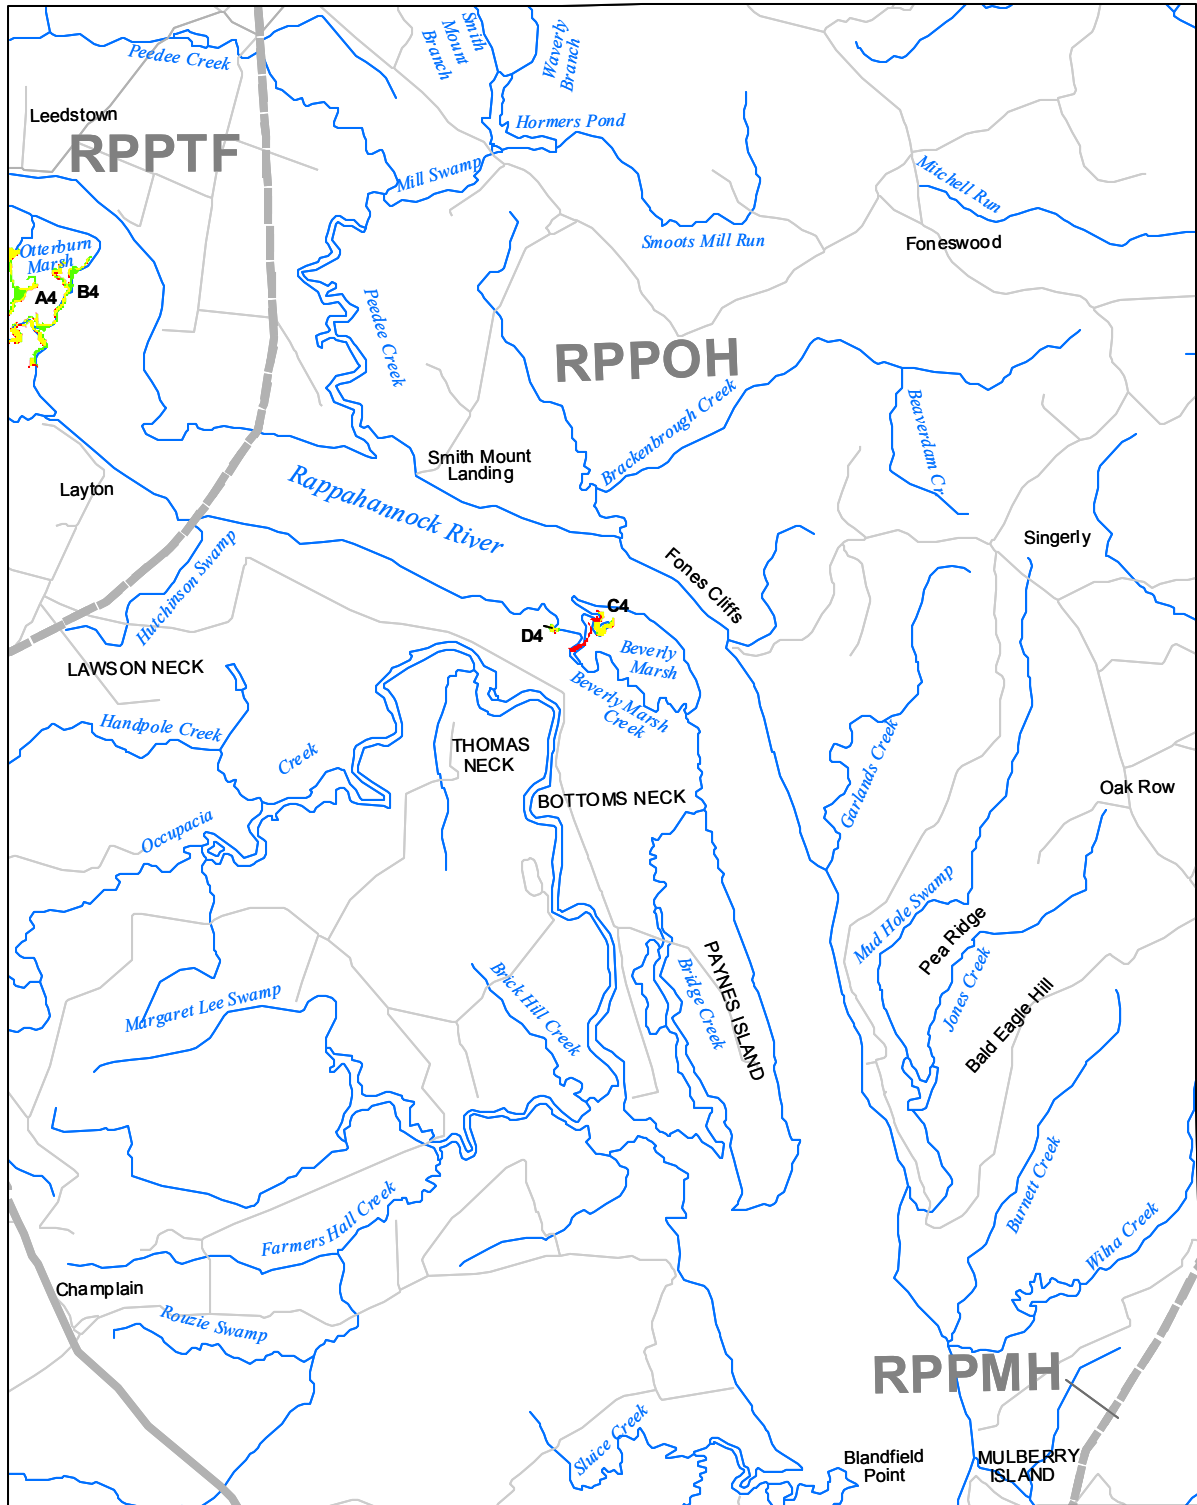 Peedee Creek
Smith
Mount
Branch
Waverly
Branch
Leedstown
RPPTF
Hormers Pond
Mill Swamp
Mitchell Run
Smoots Mill Run
Foneswood
Otterburn
Marsh
A4
B4
Peedee Creek
RPPOH
Brackenbrough Creek
Beaverdam Cr
Smith Mount
Landing
Layton
Rappahannock River
Singerly
Hutchinson Swamp
Fones Cliffs
C4
D4
Beverly
Marsh
LAWSON NECK
Beverly Marsh
Creek
Handpole Creek
Creek
THOMAS
NECK
Garlands Creek
Oak Row
BOTTOMS NECK
Occupacia
Mud Hole Swamp
Pea Ridge
PAYNES ISLAND
Bridge Creek
Brick Hill Creek
Jones Creek
Margaret Lee Swamp
Bald Eagle Hill
Burnett Creek
Farmers Hall Creek
Wilna Creek
Champlain
Rouzie Swamp
RPPMH
Sluice Creek
Blandfield
Point
MULBERRY
ISLAND